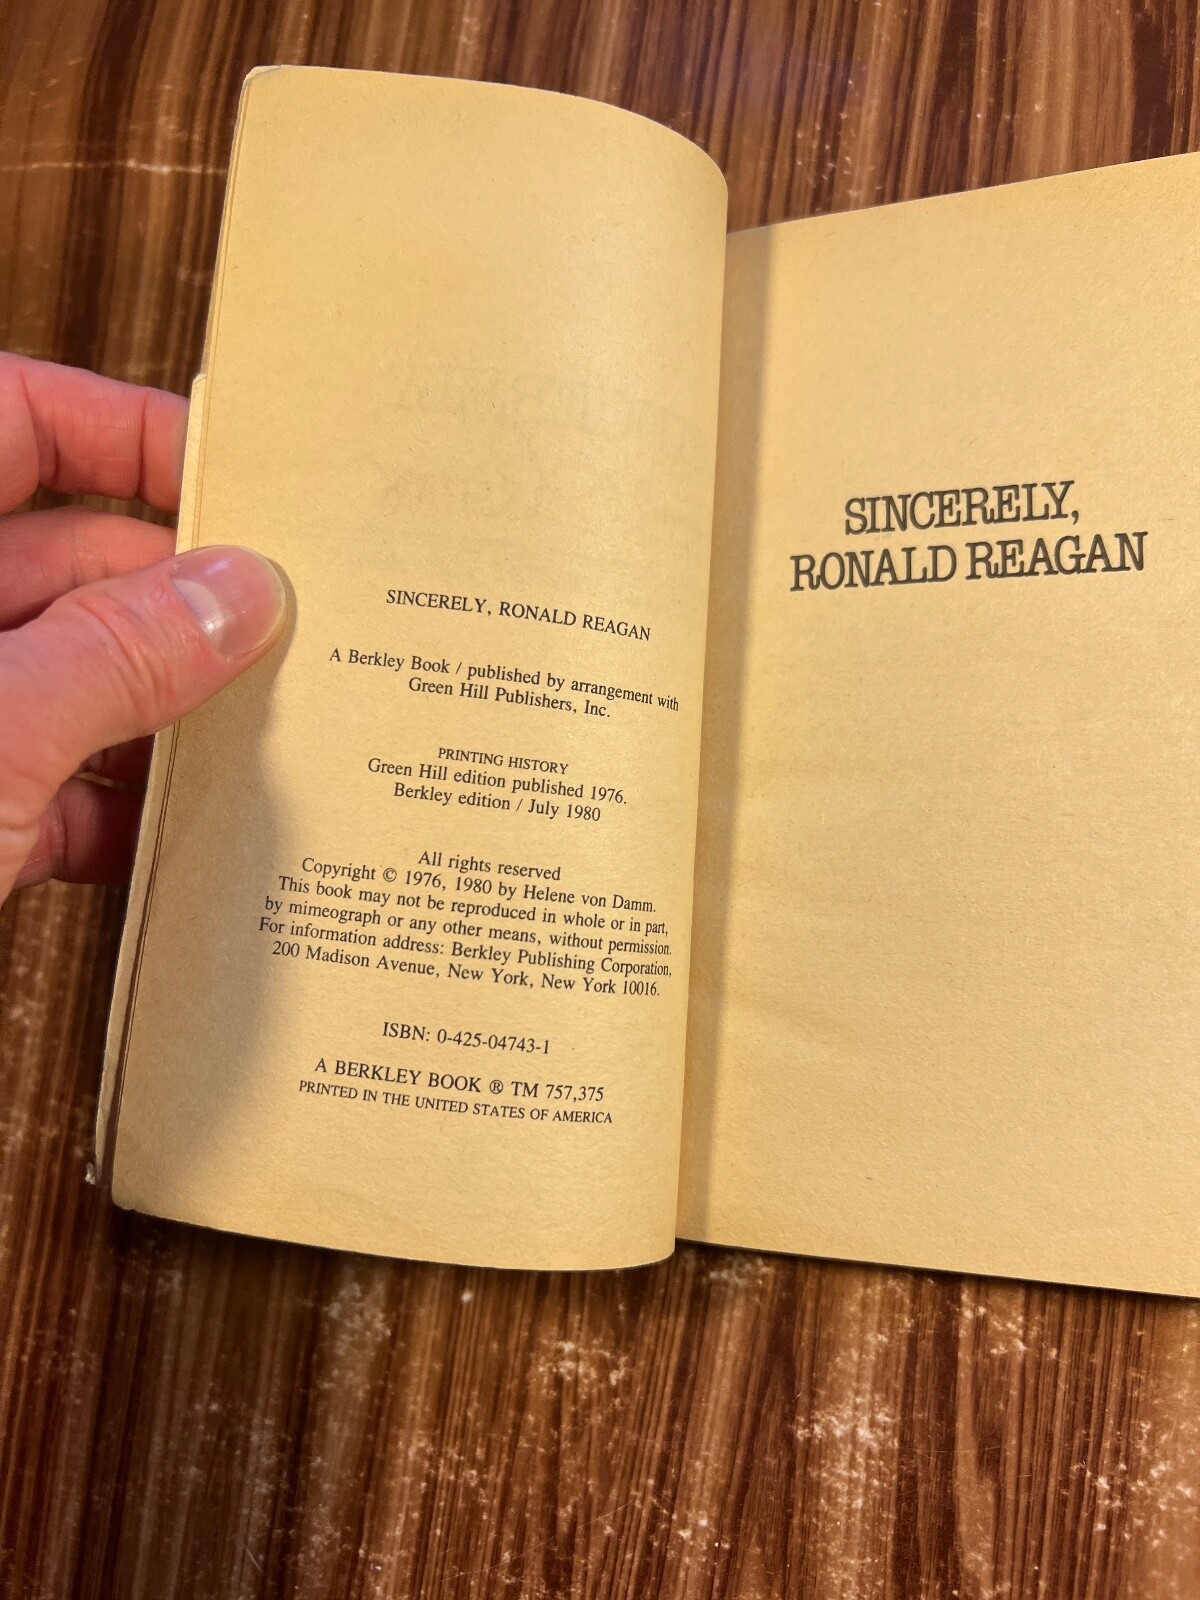 SINCERELY, RONALD REAGAN
A Berkley Book / published by arrangement with
Green Hill Publishers, Inc.
PRINTING HISTORY
Green Hill edition published 1976.
Berkley edition / July 1980
All rights reserved
Copyright © 1976, 1980 by Helene von Damm.
This book may not be reproduced in whole or in part,
by mimeograph or any other means, without permission.
For information address: Berkley Publishing Corporation,
200 Madison Avenue, New York, New York 10016.
ISBN: 0-425-04743-1
A BERKLEY BOOK ® TM 757,375
PRINTED IN THE UNITED STATES OF AMERICA
SINCERELY,
RONALD REAGAN